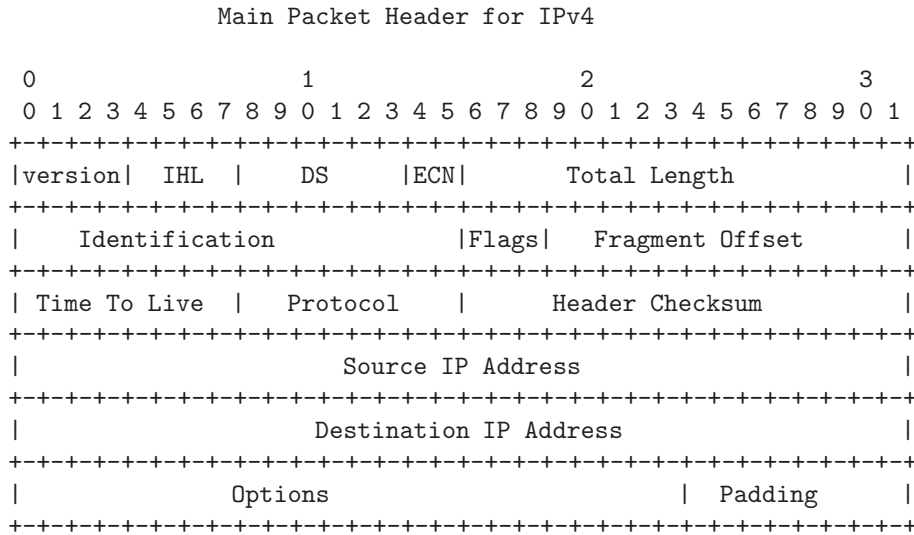 Main Packet Header for IPv4
0                   1                   2                   3
0 1 2 3 4 5 6 7 8 9 0 1 2 3 4 5 6 7 8 9 0 1 2 3 4 5 6 7 8 9 0 1
+-+-+-+-+-+-+-+-+-+-+-+-+-+-+-+-+-+-+-+-+-+-+-+-+-+-+-+-+-+-+-+-+
|version|  IHL  |    DS     |ECN|       Total Length            |
+-+-+-+-+-+-+-+-+-+-+-+-+-+-+-+-+-+-+-+-+-+-+-+-+-+-+-+-+-+-+-+-+
|    Identification             |Flags|   Fragment Offset       |
+-+-+-+-+-+-+-+-+-+-+-+-+-+-+-+-+-+-+-+-+-+-+-+-+-+-+-+-+-+-+-+-+
| Time To Live  |   Protocol    |      Header Checksum          |
+-+-+-+-+-+-+-+-+-+-+-+-+-+-+-+-+-+-+-+-+-+-+-+-+-+-+-+-+-+-+-+-+
|                       Source IP Address                       |
+-+-+-+-+-+-+-+-+-+-+-+-+-+-+-+-+-+-+-+-+-+-+-+-+-+-+-+-+-+-+-+-+
|                     Destination IP Address                    |
+-+-+-+-+-+-+-+-+-+-+-+-+-+-+-+-+-+-+-+-+-+-+-+-+-+-+-+-+-+-+-+-+
|               Options                         |  Padding      |
+-+-+-+-+-+-+-+-+-+-+-+-+-+-+-+-+-+-+-+-+-+-+-+-+-+-+-+-+-+-+-+-+